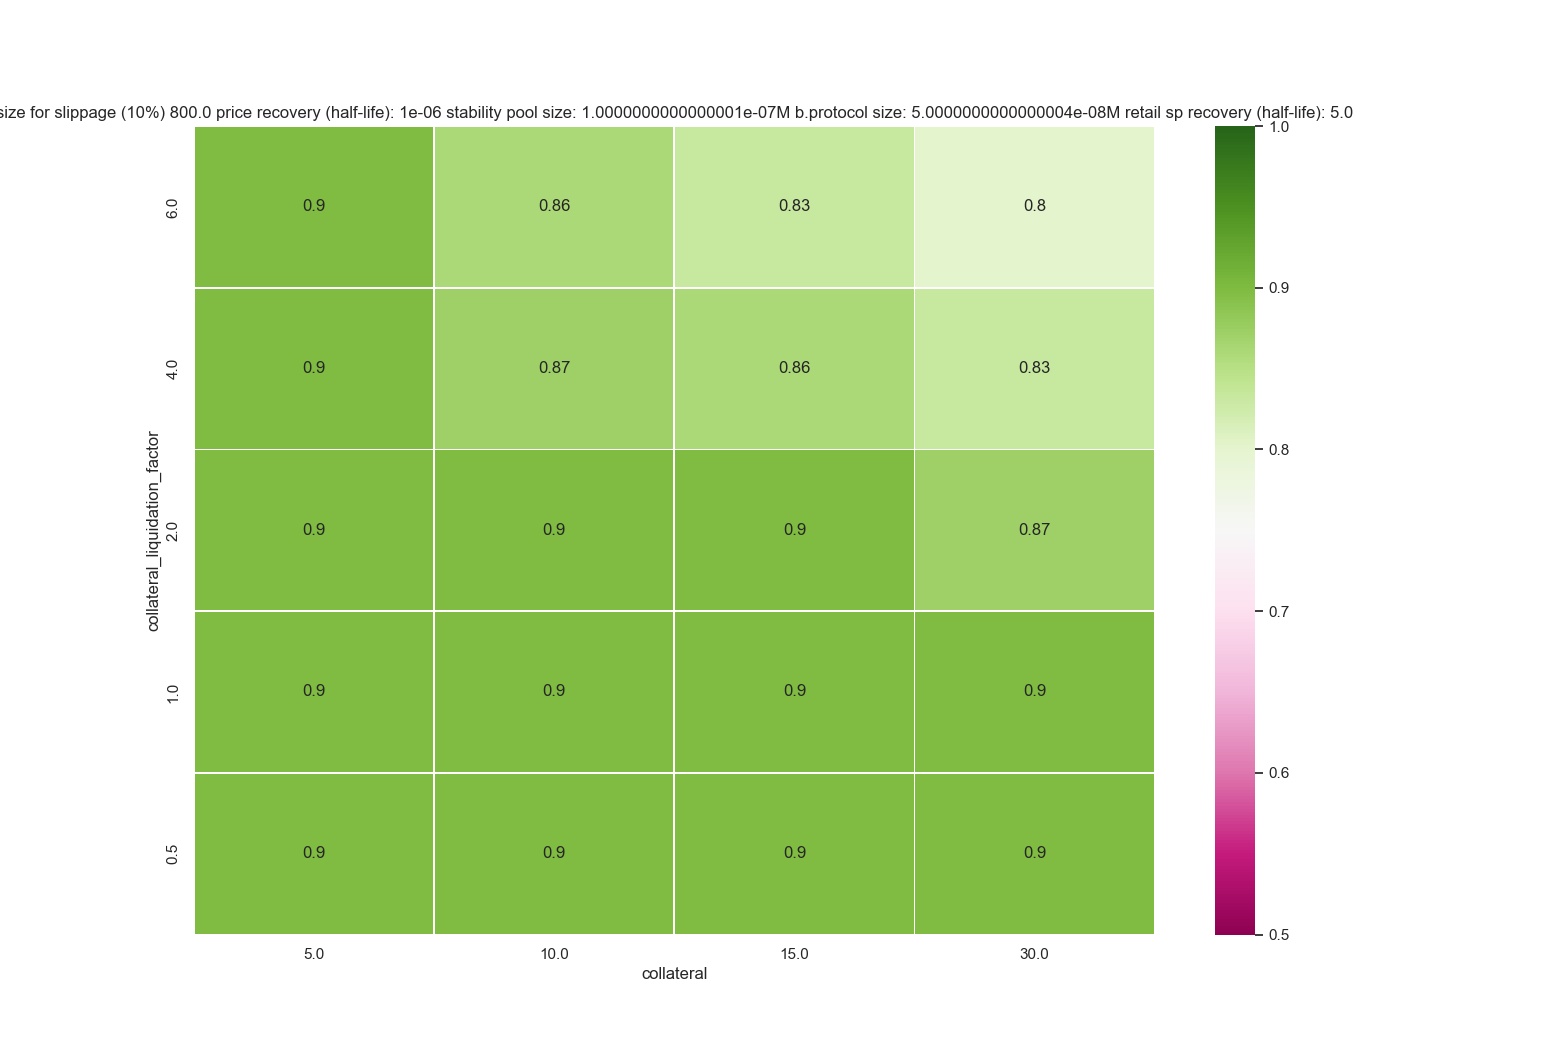 size for slippage (10%) 800.0 price recovery (half-life): 1e-06 stability pool size: 1.0000000000000001e-07M b.protocol size: 5.0000000000000004e-08M retail sp recovery (half-life): 5.0
1.0
6.0
0.9 0.86 0.83 0.8
0.9
4.0
0.9 0.87 0.86 0.83
0.8
collateral_liquidation_factor
2.0
0.9 0.9 0.9 0.87
0.7
1.0
0.9 0.9 0.9 0.9
0.6
0.5
0.9 0.9 0.9 0.9
0.5
5.0 10.0 15.0 30.0
collateral